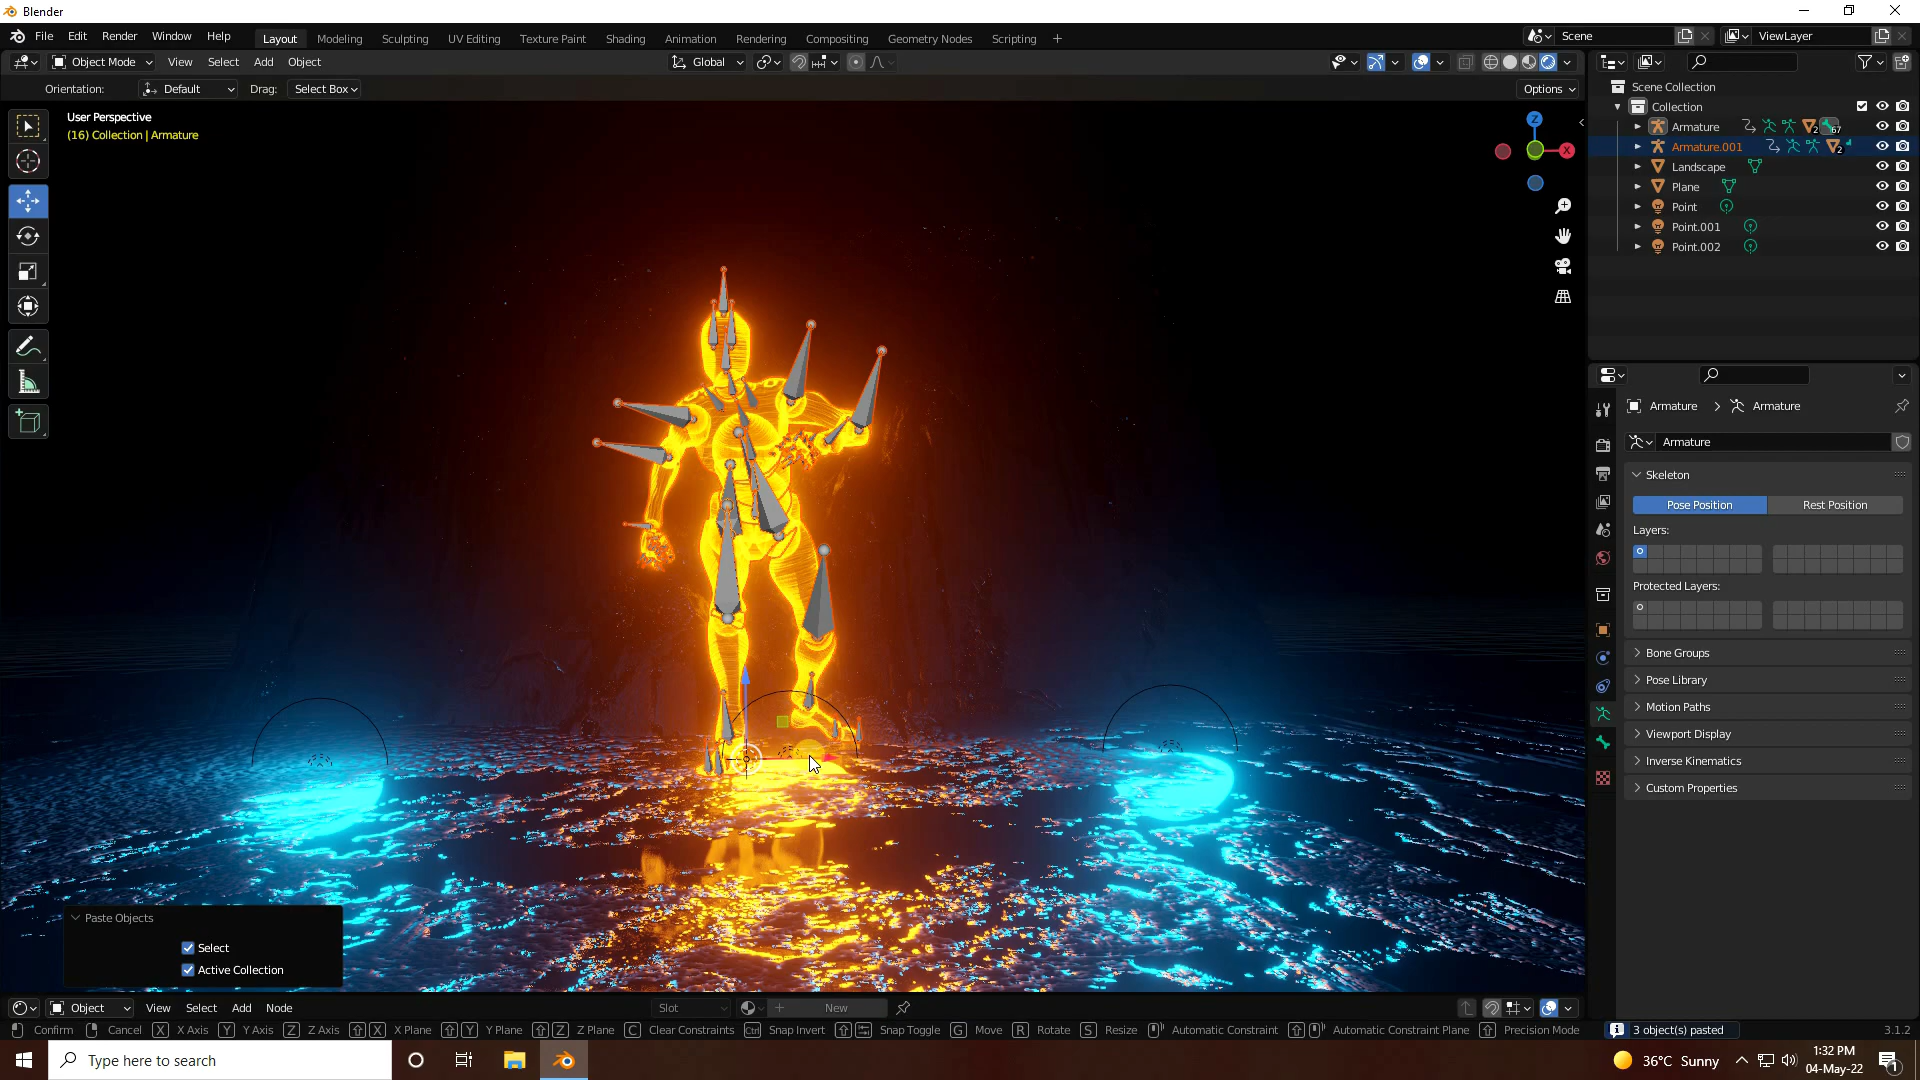 Blender
File Edit Render Window Help
Layout Modeling Sculpting UV Editing Texture Paint Shading Animation Rendering Compositing Geometry Nodes Scripting +
Scene
ViewLayer
Object Mode View Select Add Object
Global
Orientation: Default Drag: Select Box
Options
User Perspective
(16) Collection | Armature
Z
X
Scene Collection
Collection
Armature 2 67
Armature.001 2
Landscape
Plane
Point
Point.001
Point.002
Armature > Armature
Armature
Skeleton
Pose Position Rest Position
Layers:
Protected Layers:
Bone Groups
Pose Library
Motion Paths
Viewport Display
Inverse Kinematics
Custom Properties
Paste Objects
Select
Active Collection
Object View Select Add Node
Slot New
Confirm Cancel X X Axis Y Y Axis Z Z Axis X X Plane Y Y Plane Z Z Plane C Clear Constraints Ctrl Snap Invert Snap Toggle G Move R Rotate S Resize Automatic Constraint Automatic Constraint Plane Precision Mode
3 object(s) pasted
3.1.2
Type here to search
36°C Sunny
1:32 PM
04-May-22
1